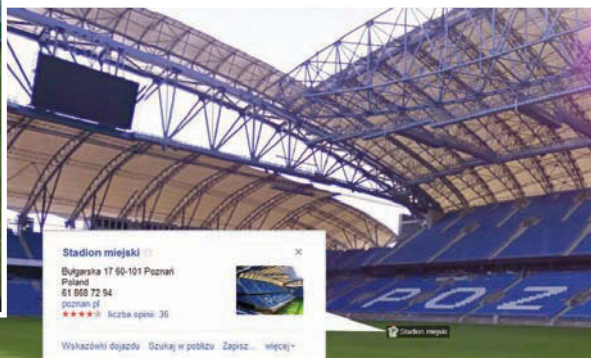 POZ
Stadion miejski
Bułgarska 17 60-101 Poznań
Poland
61 868 72 94
poznan.pl
liczba opinii: 36
Wskazówki dojazdu Szukaj w pobliżu Zapisz... więcej
Stadion miejski